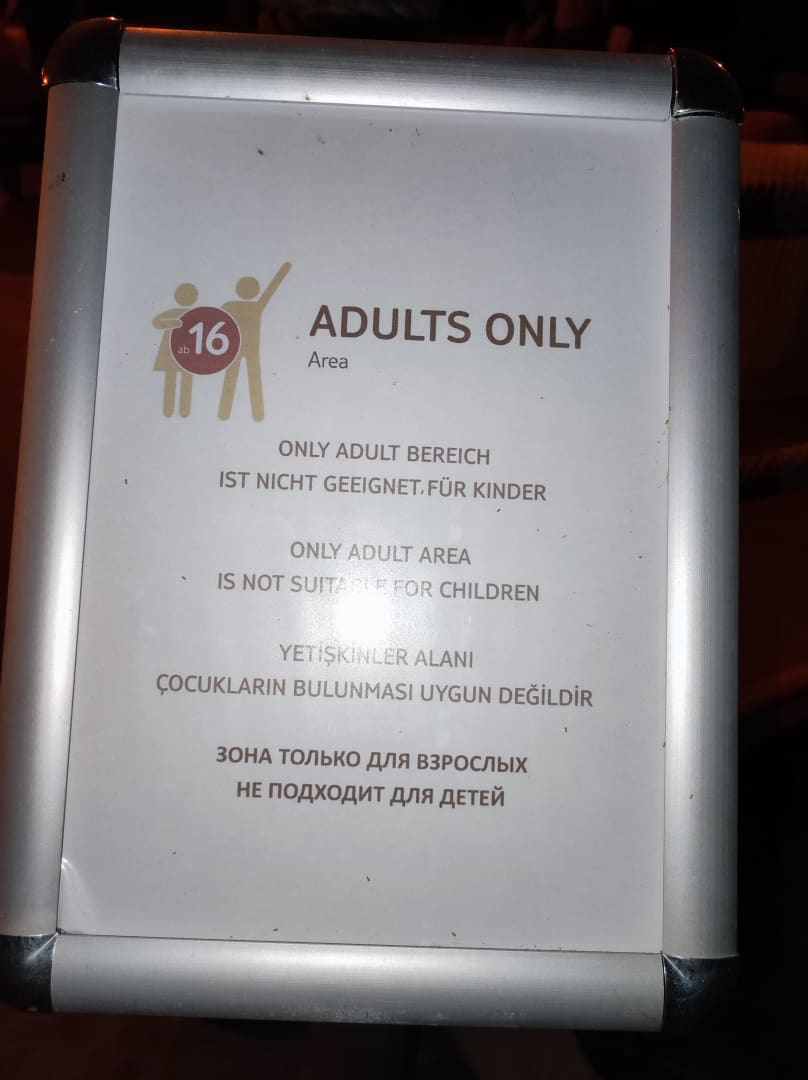 ab 16
ADULTS ONLY
Area
ONLY ADULT BEREICH
IST NICHT GEEIGNET FÜR KINDER
ONLY ADULT AREA
IS NOT SUITABLE FOR CHILDREN
YETİŞKİNLER ALANI
ÇOCUKLARIN BULUNMASI UYGUN DEĞİLDİR
ЗОНА ТОЛЬКО ДЛЯ ВЗРОСЛЫХ
НЕ ПОДХОДИТ ДЛЯ ДЕТЕЙ